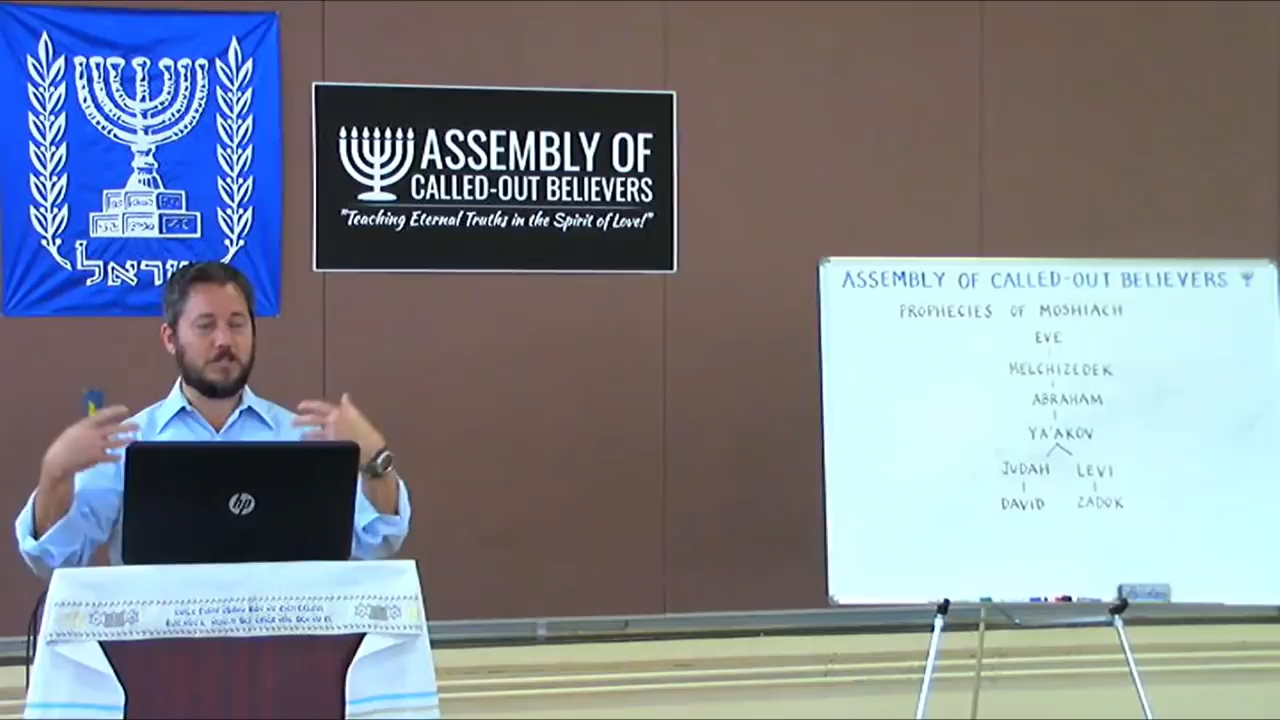 ישראל
ASSEMBLY OF
CALLED-OUT BELIEVERS
"Teaching Eternal Truths in the Spirit of Love!"
ASSEMBLY OF CALLED-OUT BELIEVERS
PROPHECIES OF MOSHIACH
EVE
MELCHIZEDEK
ABRAHAM
YA'AKOV
JUDAH LEVI
DAVID ZADOK
hp